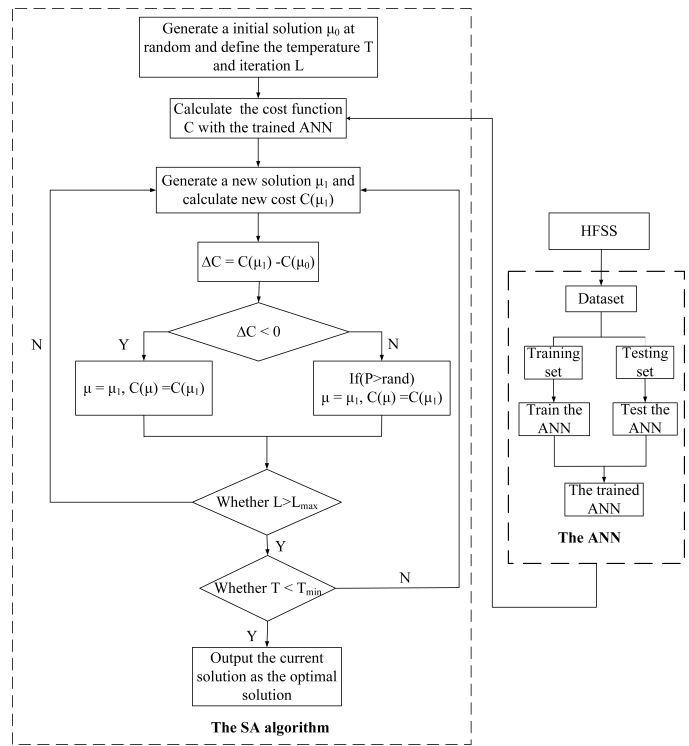 Generate a initial solution μ₀ at
random and define the temperature T
and iteration L
Calculate the cost function
C with the trained ANN
Generate a new solution μ₁ and
calculate new cost C(μ₁)
ΔC = C(μ₁) -C(μ₀)
ΔC < 0
Y
N
μ = μ₁, C(μ) =C(μ₁)
If(P>rand)
μ = μ₁, C(μ) =C(μ₁)
N
Whether L>Lₘₐₓ
Y
Whether T < Tₘᵢₙ
N
Y
Output the current
solution as the optimal
solution
The SA algorithm
HFSS
Dataset
Training
set
Testing
set
Train the
ANN
Test the
ANN
The trained
ANN
The ANN